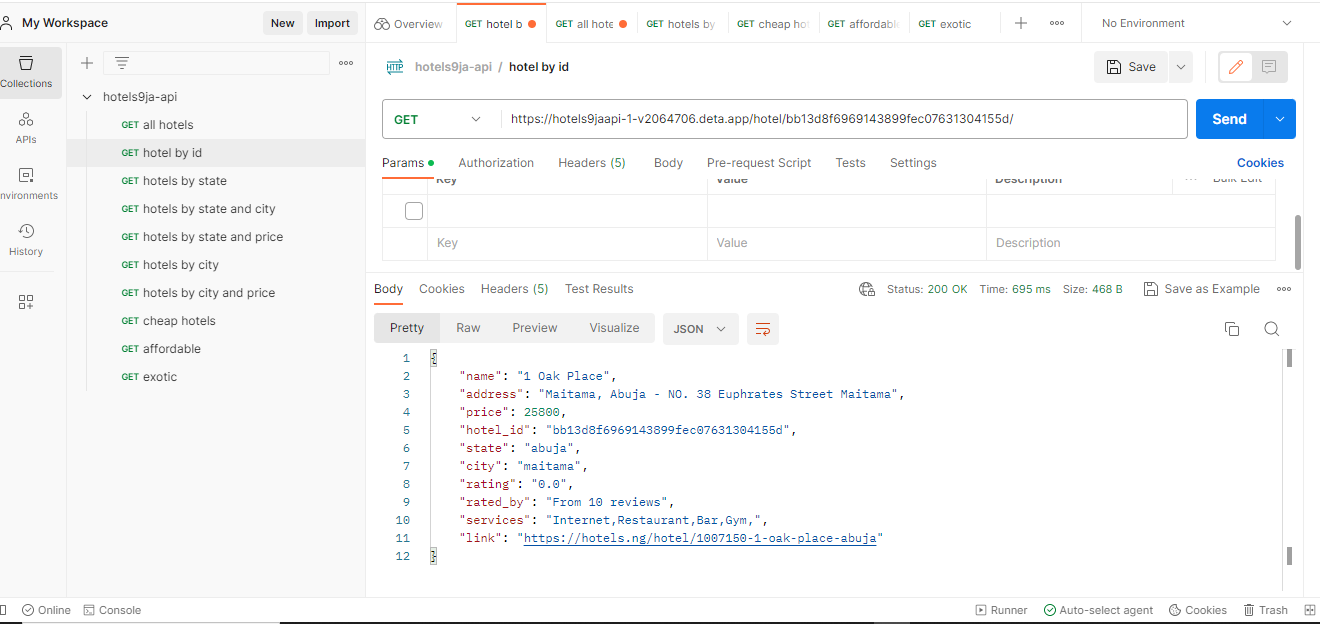 My Workspace
New
Import
Overview
GET hotel b
GET all hote
GET hotels by
GET cheap ho
GET affordabl
GET exotic
No Environment
Collections
APIs
nvironments
History
hotels9ja-api
GET all hotels
GET hotel by id
GET hotels by state
GET hotels by state and city
GET hotels by state and price
GET hotels by city
GET hotels by city and price
GET cheap hotels
GET affordable
GET exotic
HTTP hotels9ja-api / hotel by id
Save
GET
https://hotels9jaapi-1-v2064706.deta.app/hotel/bb13d8f6969143899fec07631304155d/
Send
Params Authorization Headers (5) Body Pre-request Script Tests Settings Cookies
Key Value Description Bulk Edit
Key Value Description
Body Cookies Headers (5) Test Results
Status: 200 OK Time: 695 ms Size: 468 B Save as Example
Pretty Raw Preview Visualize JSON
1 {
2 "name": "1 Oak Place",
3 "address": "Maitama, Abuja - NO. 38 Euphrates Street Maitama",
4 "price": 25800,
5 "hotel_id": "bb13d8f6969143899fec07631304155d",
6 "state": "abuja",
7 "city": "maitama",
8 "rating": "0.0",
9 "rated_by": "From 10 reviews",
10 "services": "Internet,Restaurant,Bar,Gym,",
11 "link": "https://hotels.ng/hotel/1007150-1-oak-place-abuja"
12 }
Online Console
Runner Auto-select agent Cookies Trash